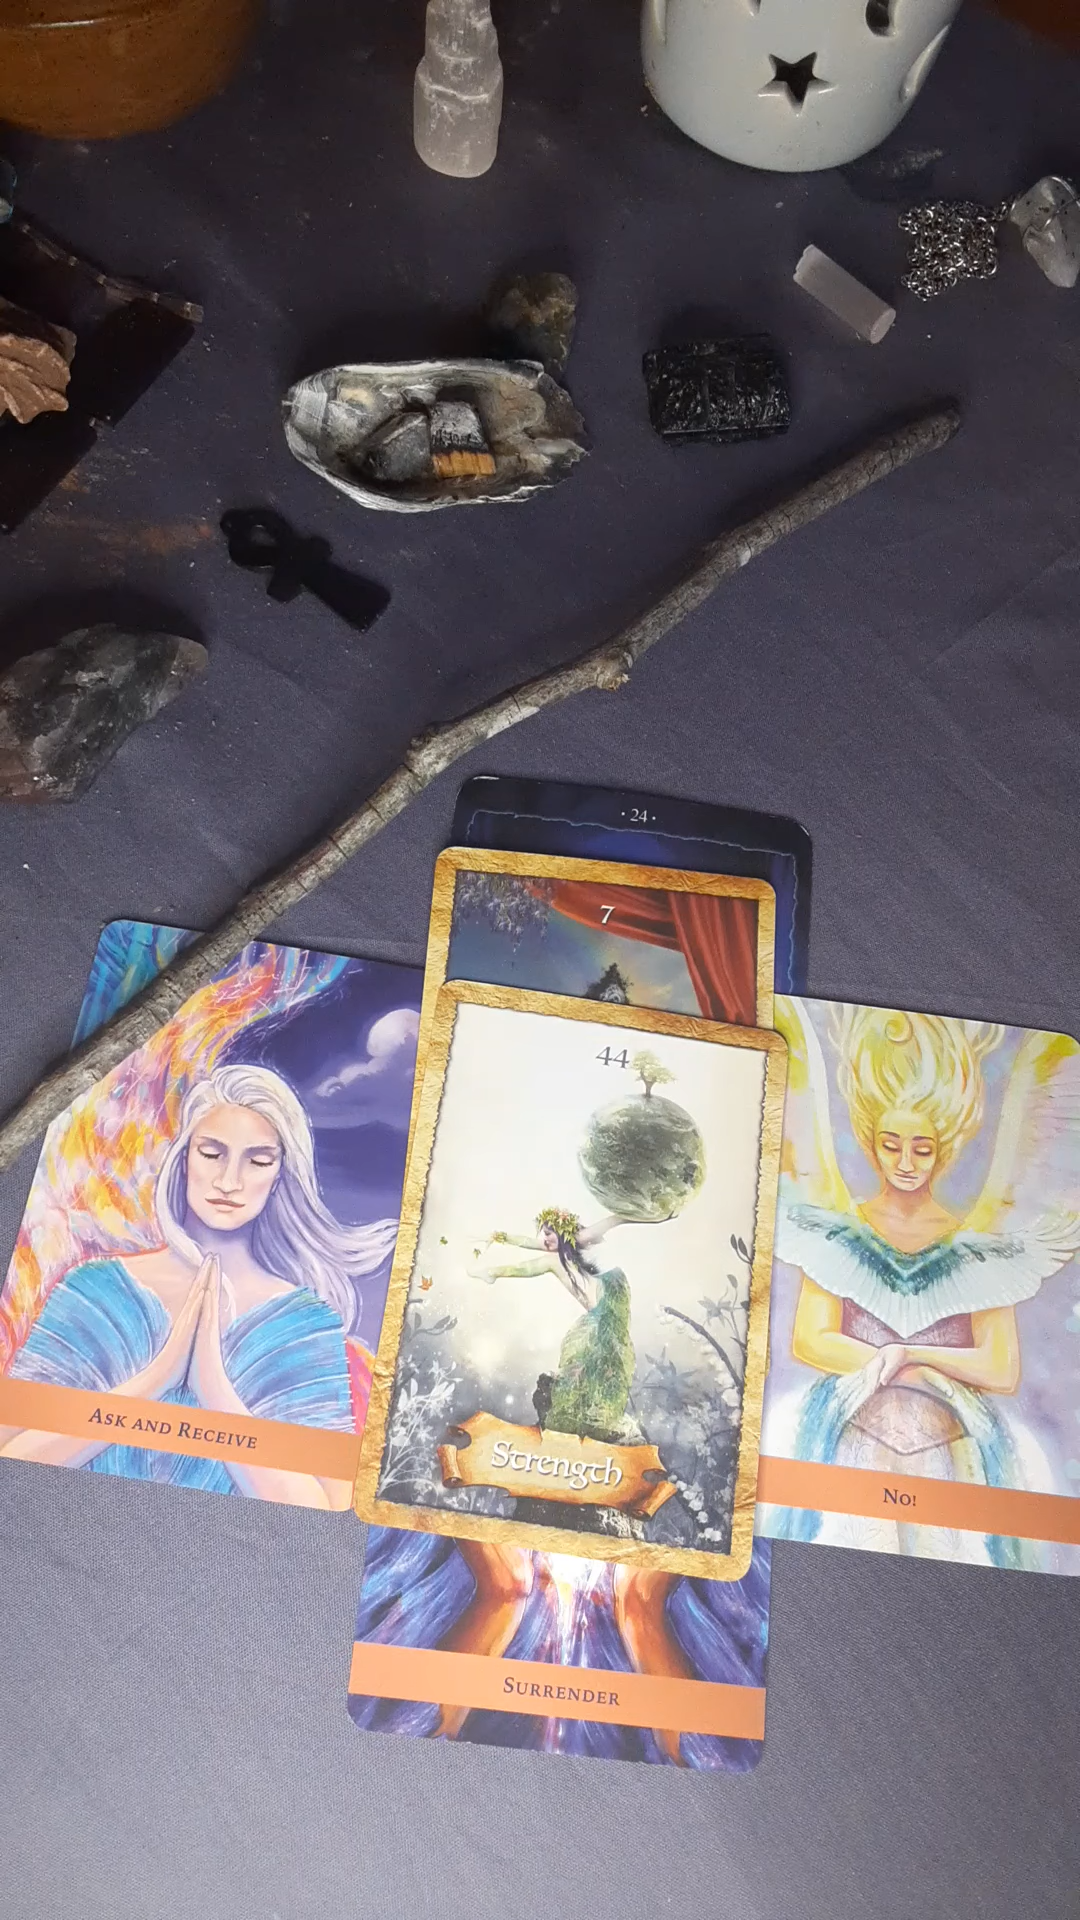 · 24 ·
7
44
Ask and Receive
Strength
No!
Surrender